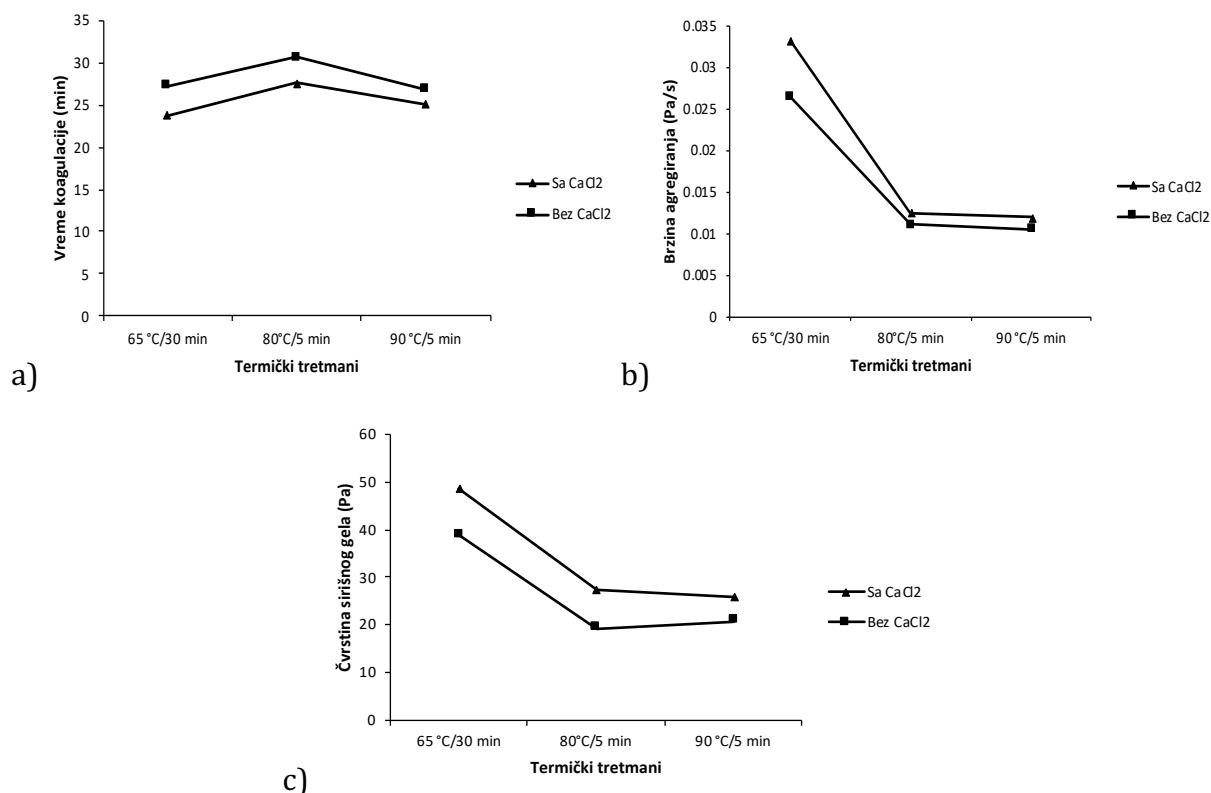 35
30
25
20
15
10
5
0
Vreme koagulacije (min)
65 °C/30 min 80°C/5 min 90 °C/5 min
Termički tretmani
Sa CaCl2
Bez CaCl2
a)
0.035
0.03
0.025
0.02
0.015
0.01
0.005
0
Brzina agregiranja (Pa/s)
65 °C/30 min 80°C/5 min 90 °C/5 min
Termički tretmani
Sa CaCl2
Bez CaCl2
b)
60
50
40
30
20
10
0
Čvrstina sirišnog gela (Pa)
65 °C/30 min 80°C/5 min 90 °C/5 min
Termički tretmani
Sa CaCl2
Bez CaCl2
c)